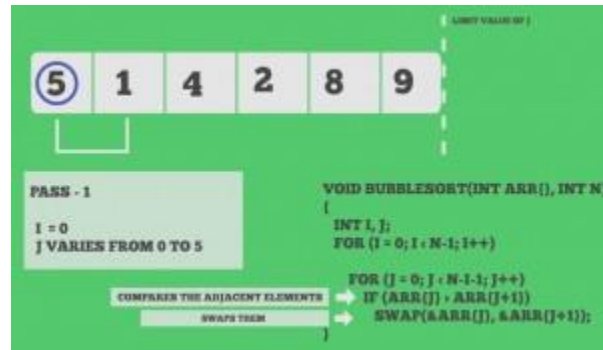 LIMIT VALUE OF J
5 1 4 2 8 9
PASS - 1
I = 0
J VARIES FROM 0 TO 5
VOID BUBBLESORT(INT ARR[], INT N
{
INT I, J;
FOR (I = 0; I < N-1; I++)
FOR (J = 0; J < N-I-1; J++)
COMPARES THE ADJACENT ELEMENTS
IF (ARR[J] > ARR[J+1])
SWAPS THEM
SWAP(&ARR[J], &ARR[J+1]);
}